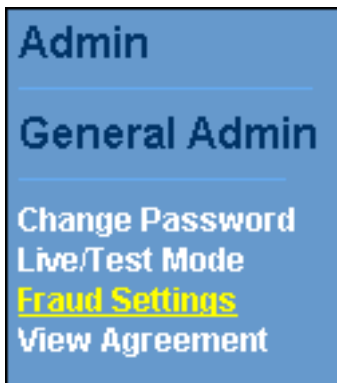 Admin
General Admin
Change Password
Live/Test Mode
Fraud Settings
View Agreement